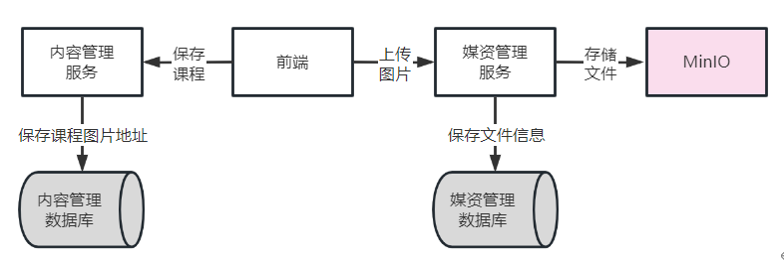 内容管理
服务
保存
课程
前端
上传
图片
媒资管理
服务
存储
文件
MinIO
保存课程图片地址
保存文件信息
内容管理
数据库
媒资管理
数据库